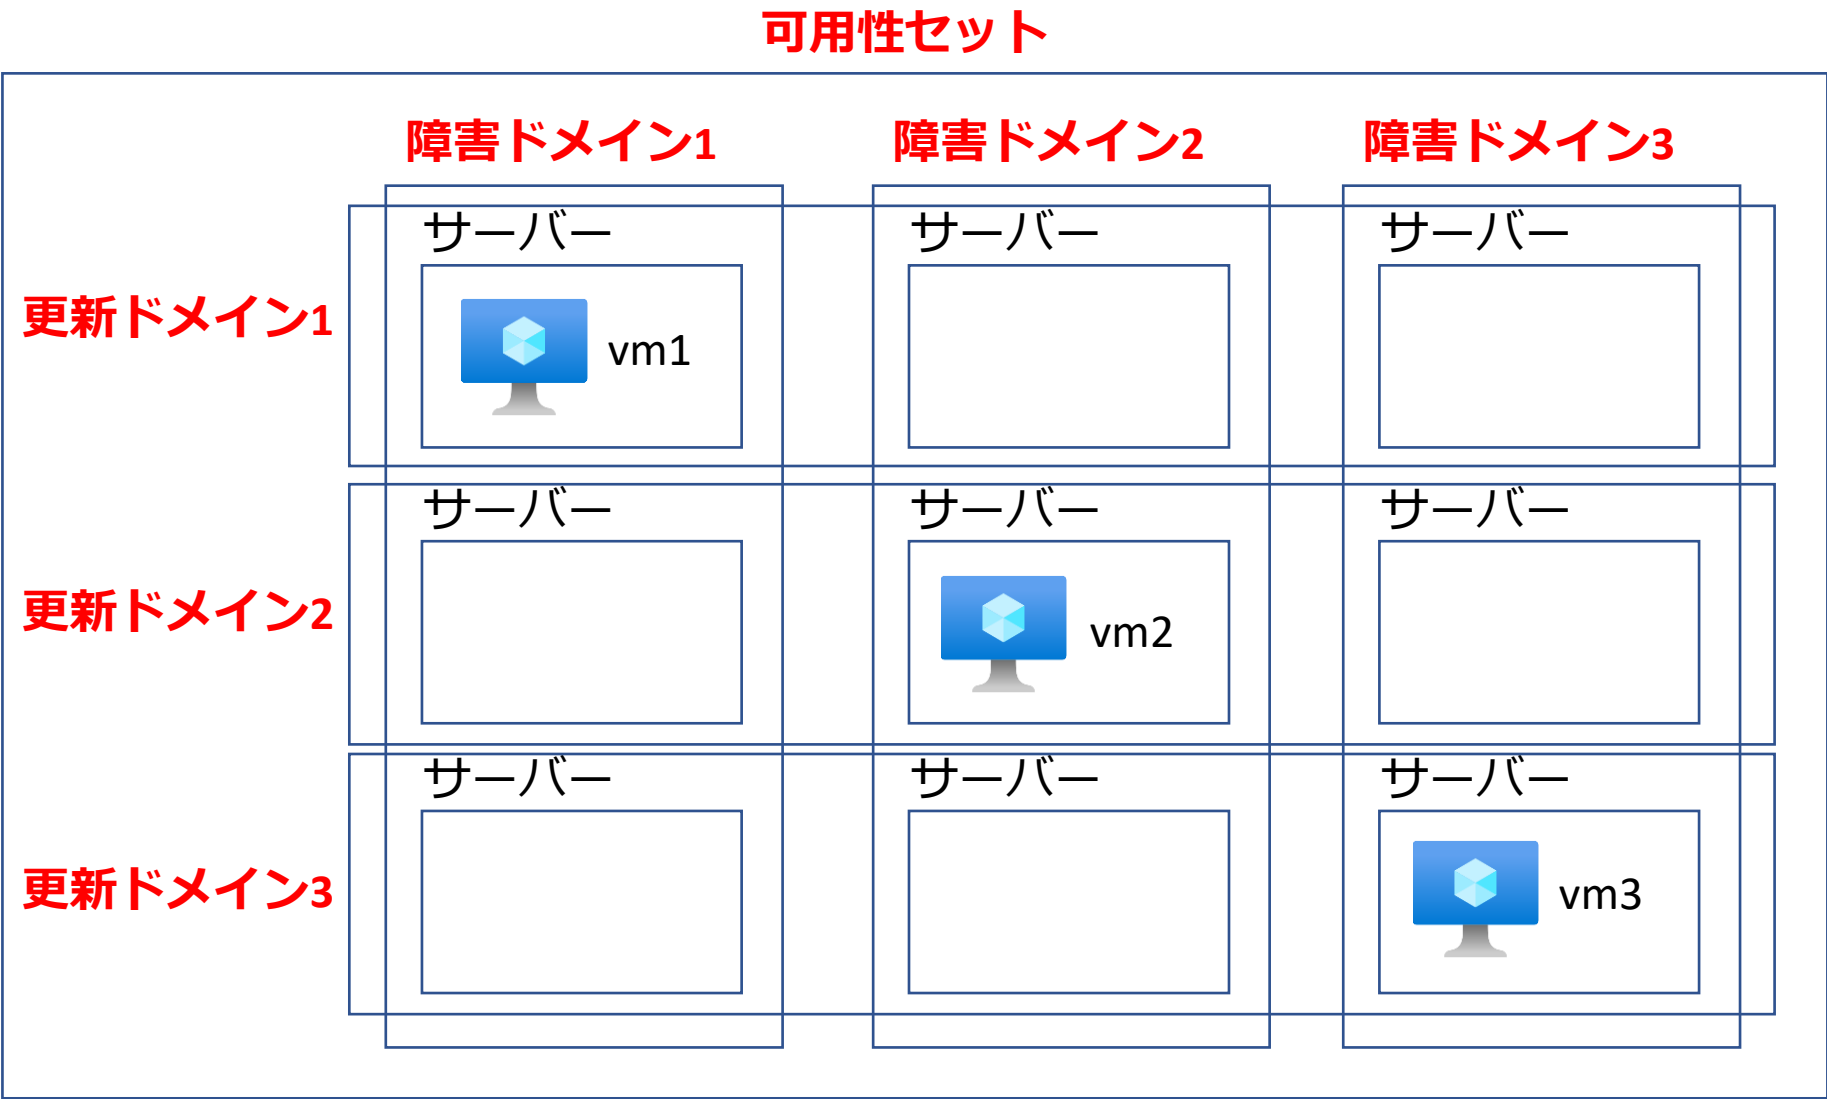 可用性セット
障害ドメイン1 障害ドメイン2 障害ドメイン3
サーバー サーバー サーバー
更新ドメイン1
vm1
サーバー サーバー サーバー
更新ドメイン2
vm2
サーバー サーバー サーバー
更新ドメイン3
vm3